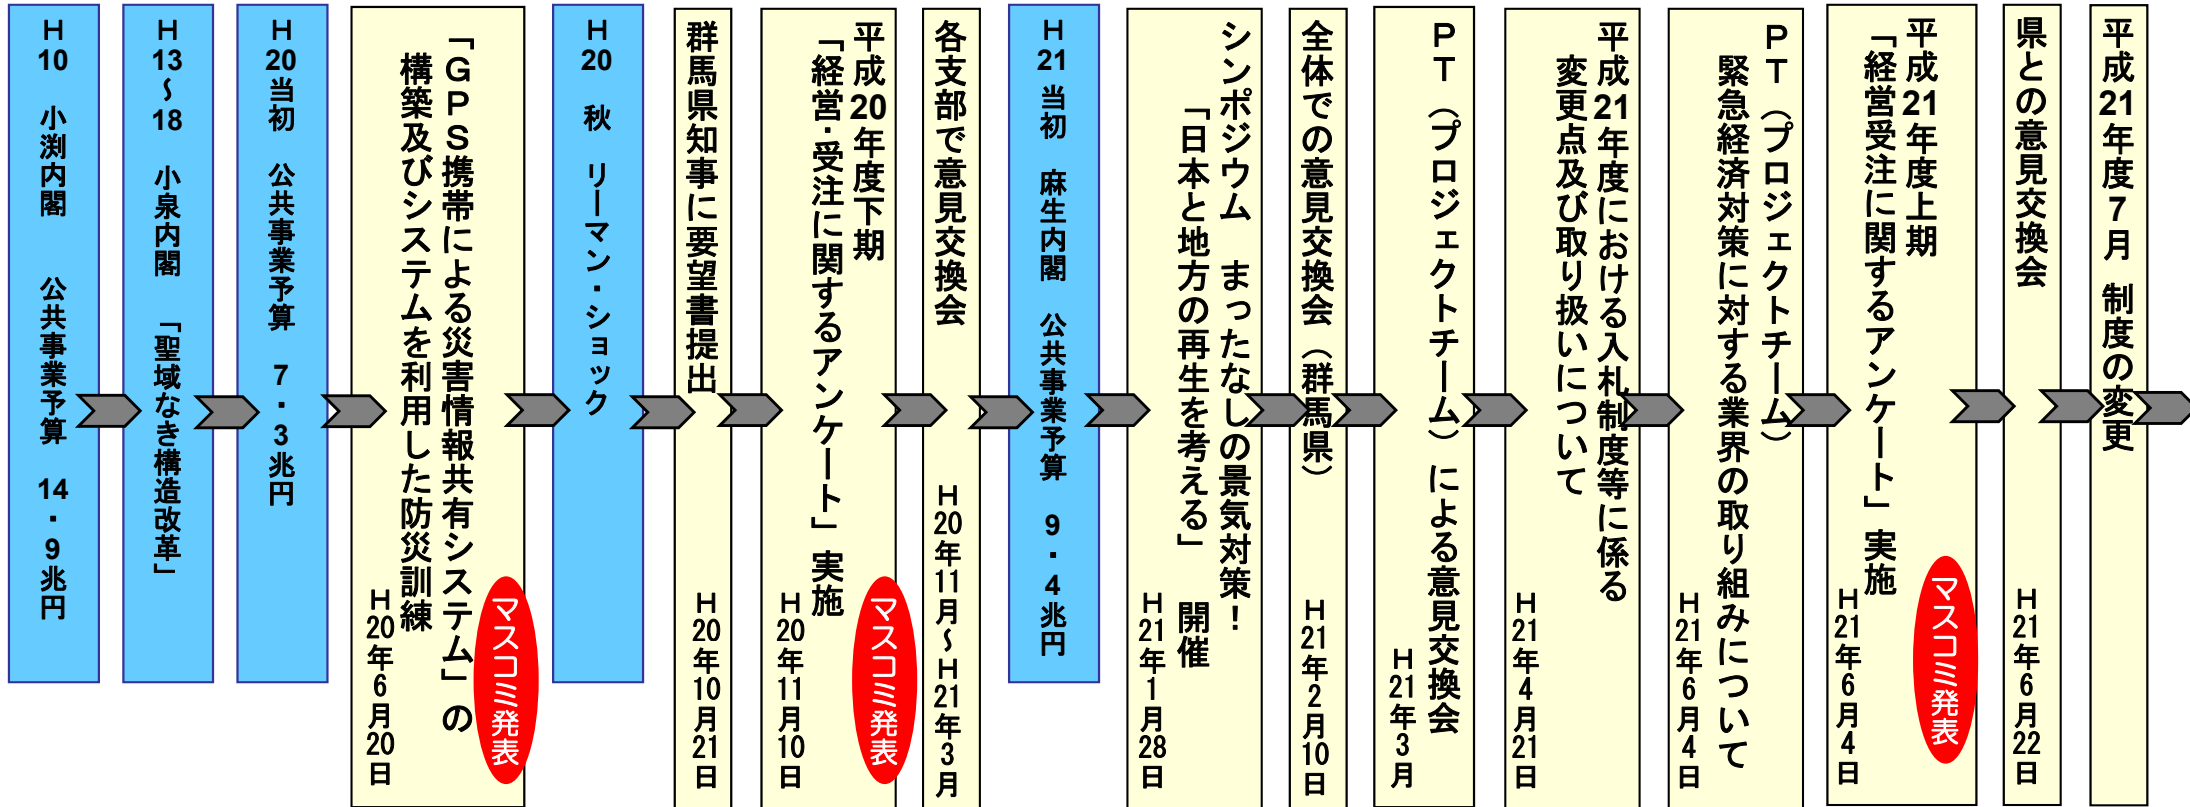 H10 小渕内閣 公共事業予算 14・9兆円
H13～18 小泉内閣 「聖域なき構造改革」
H20当初 公共事業予算 7・3兆円
「GPS携帯による災害情報共有システム」の
構築及びシステムを利用した防災訓練
H20年6月20日
マスコミ発表
H20 秋 リーマン・ショック
群馬県知事に要望書提出
H20年10月21日
平成20年度下期
「経営・受注に関するアンケート」実施
H20年11月10日
マスコミ発表
各支部で意見交換会
H20年11月～H21年3月
H21当初 麻生内閣 公共事業予算 9・4兆円
シンポジウム まったなしの景気対策！
「日本と地方の再生を考える」 開催
H21年1月28日
全体での意見交換会（群馬県）
H21年2月10日
PT（プロジェクトチーム）による意見交換会
H21年3月
平成21年度における入札制度等に係る
変更点及び取り扱いについて
H21年4月21日
PT（プロジェクトチーム）
緊急経済対策に対する業界の取り組みについて
H21年6月4日
平成21年度上期
「経営受注に関するアンケート」実施
H21年6月4日
マスコミ発表
県との意見交換会
H21年6月22日
平成21年度7月 制度の変更